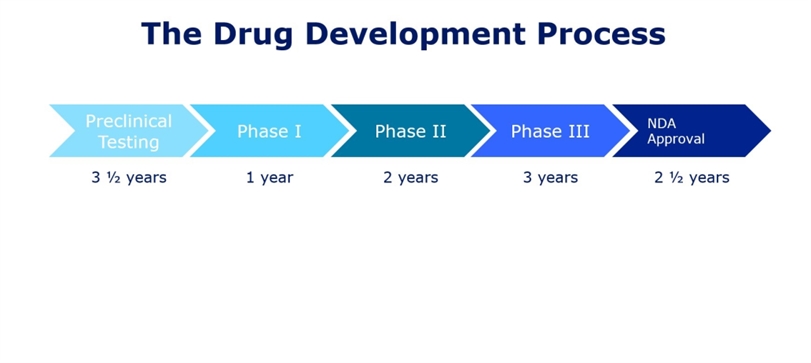 The Drug Development Process
Preclinical
Testing
Phase I
Phase II
Phase III
NDA
Approval
3 ½ years
1 year
2 years
3 years
2 ½ years